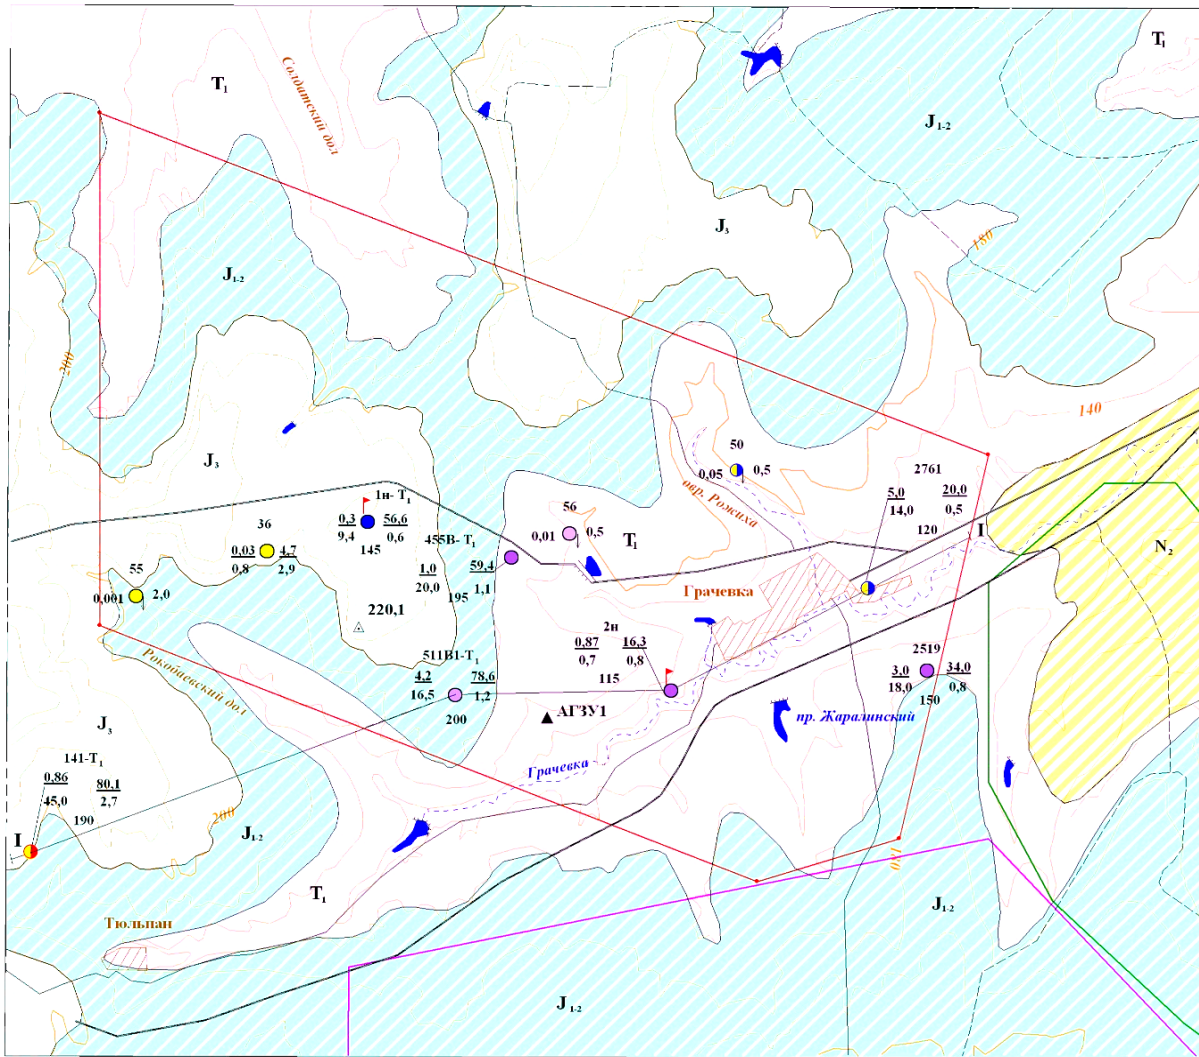 T₁
T₁
Солдатский дол
J₁₋₂
J₃
180
J₁₋₂
200
140
50
0,05 0,5
J₃
2761
5,0 20,0
14,0 0,5
120
овр. Рожиха
1н- T₁
0,3 56,6
9,4 0,6
145
36
0,03 4,7
0,8 2,9
56
0,01 0,5
T₁
I
455В- T₁
1,0 59,4
20,0 1,1
195
N₂
55
0,001 2,0
Грачевка
220,1
2н
0,87 16,3
0,7 0,8
115
511В1-T₁
4,2 78,6
16,5 1,2
200
2519
3,0 34,0
18,0 0,8
150
Рокобаевский дол
АГЗУ1
пр. Жаралинский
J₃
141-T₁
0,86 80,1
45,0 2,7
190
Грачевка
200
I
J₁₋₂
180
T₁
J₁₋₂
Тюльпан
J₁₋₂